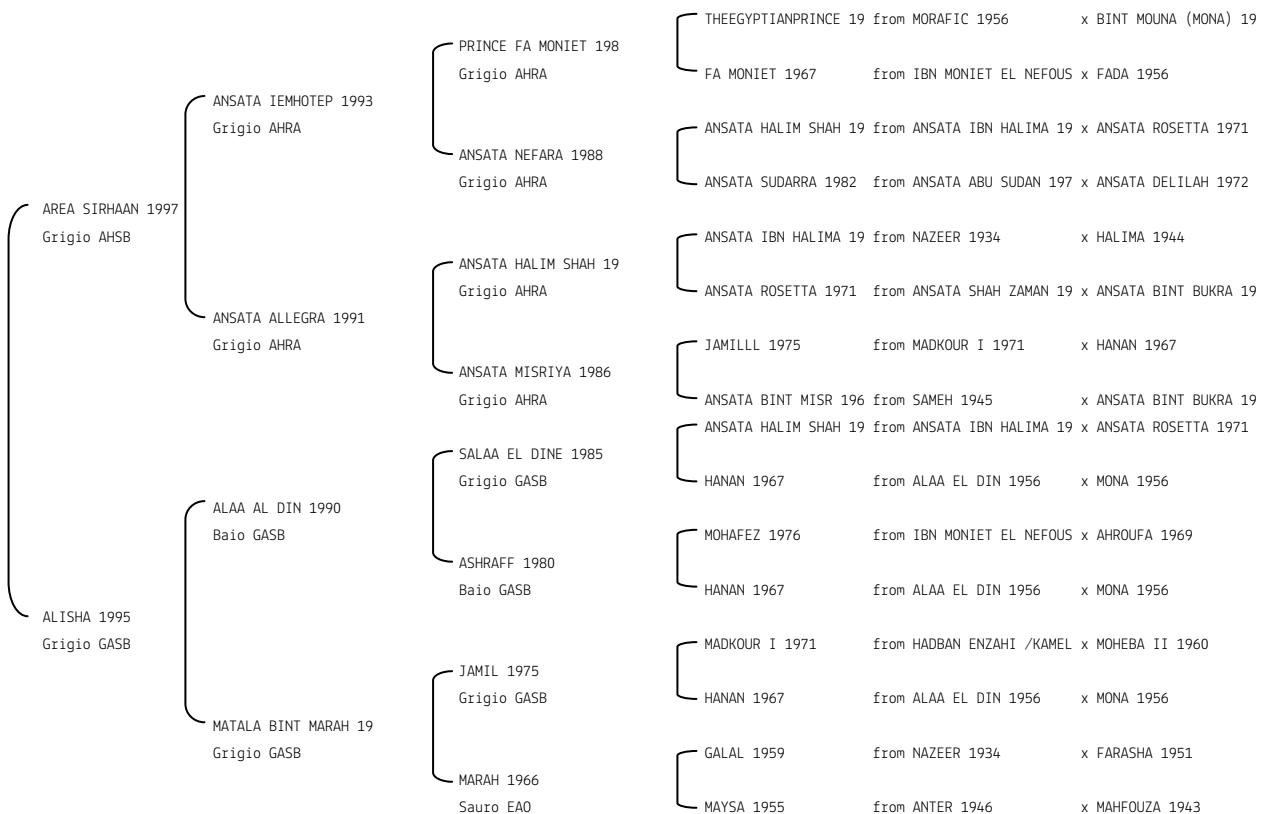 THEEGYPTIANPRINCE 19 from MORAFIC 1956 x BINT MOUNA (MONA) 19
PRINCE FA MONIET 198
Grigio AHRA
FA MONIET 1967 from IBN MONIET EL NEFOUS x FADA 1956
ANSATA IEMHOTEP 1993
Grigio AHRA
ANSATA HALIM SHAH 19 from ANSATA IBN HALIMA 19 x ANSATA ROSETTA 1971
ANSATA NEFARA 1988
Grigio AHRA
ANSATA SUDARRA 1982 from ANSATA ABU SUDAN 197 x ANSATA DELILAH 1972
AREA SIRHAAN 1997
Grigio AHSB
ANSATA IBN HALIMA 19 from NAZEER 1934 x HALIMA 1944
ANSATA HALIM SHAH 19
Grigio AHRA
ANSATA ROSETTA 1971 from ANSATA SHAH ZAMAN 19 x ANSATA BINT BUKRA 19
ANSATA ALLEGRA 1991
Grigio AHRA
JAMILLL 1975 from MADKOUR I 1971 x HANAN 1967
ANSATA MISRIYA 1986
Grigio AHRA
ANSATA BINT MISR 196 from SAMEH 1945 x ANSATA BINT BUKRA 19
ANSATA HALIM SHAH 19 from ANSATA IBN HALIMA 19 x ANSATA ROSETTA 1971
SALAA EL DINE 1985
Grigio GASB
HANAN 1967 from ALAA EL DIN 1956 x MONA 1956
ALAA AL DIN 1990
Baio GASB
MOHAFEZ 1976 from IBN MONIET EL NEFOUS x AHROUFA 1969
ASHRAFF 1980
Baio GASB
HANAN 1967 from ALAA EL DIN 1956 x MONA 1956
ALISHA 1995
Grigio GASB
MADKOUR I 1971 from HADBAN ENZAHI /KAMEL x MOHEBA II 1960
JAMIL 1975
Grigio GASB
HANAN 1967 from ALAA EL DIN 1956 x MONA 1956
MATALA BINT MARAH 19
Grigio GASB
GALAL 1959 from NAZEER 1934 x FARASHA 1951
MARAH 1966
Sauro EAO
MAYSA 1955 from ANTER 1946 x MAHFOUZA 1943